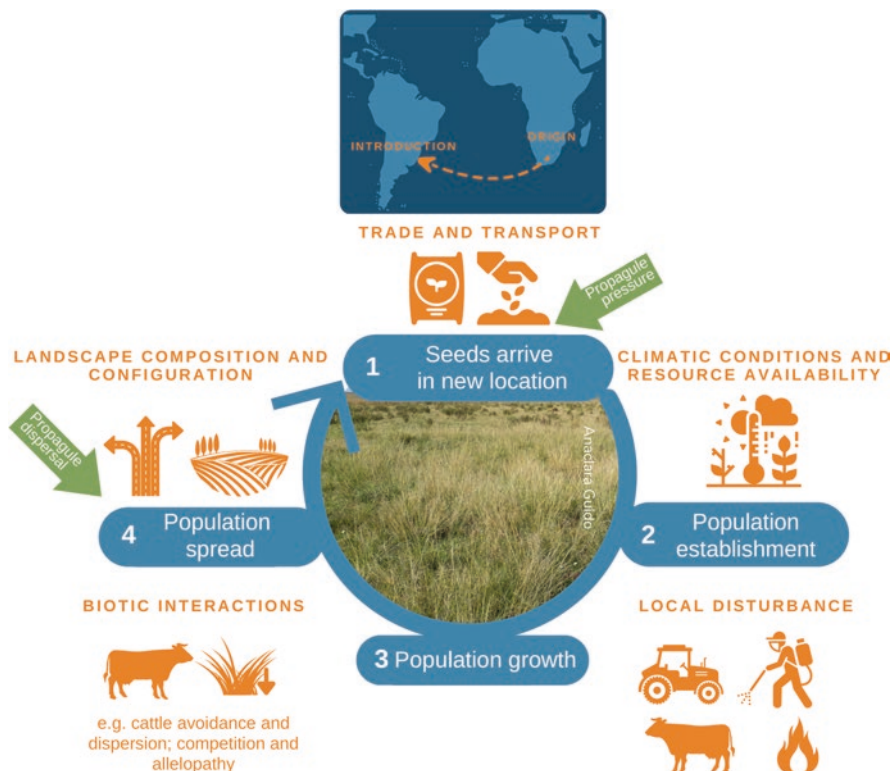 INTRODUCTION
ORIGIN
TRADE AND TRANSPORT
Propagule
pressure
1 Seeds arrive
in new location
LANDSCAPE COMPOSITION AND
CONFIGURATION
CLIMATIC CONDITIONS AND
RESOURCE AVAILABILITY
Propagule
dispersal
Anaclara Guido
4 Population
spread
2 Population
establishment
BIOTIC INTERACTIONS
LOCAL DISTURBANCE
3 Population growth
e.g. cattle avoidance and
dispersion; competition and
allelopathy